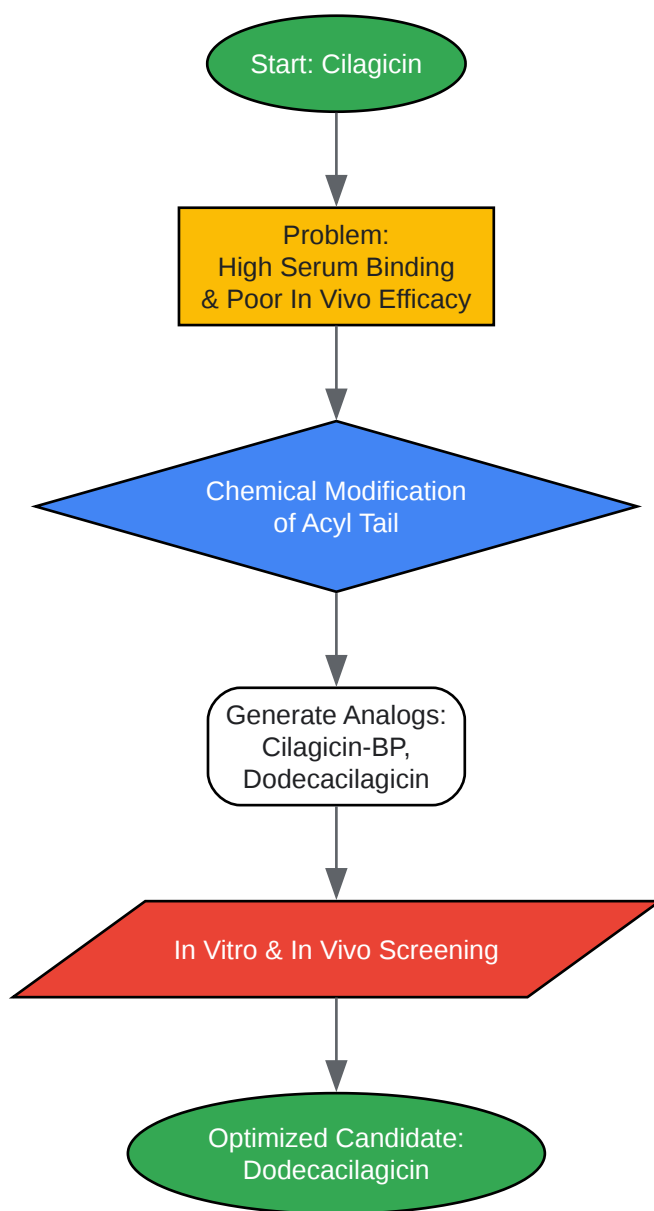 Start: Cilagicin
Problem:
High Serum Binding
& Poor In Vivo Efficacy
Chemical Modification
of Acyl Tail
Generate Analogs:
Cilagicin-BP,
Dodecacilagicin
In Vitro & In Vivo Screening
Optimized Candidate:
Dodecacilagicin